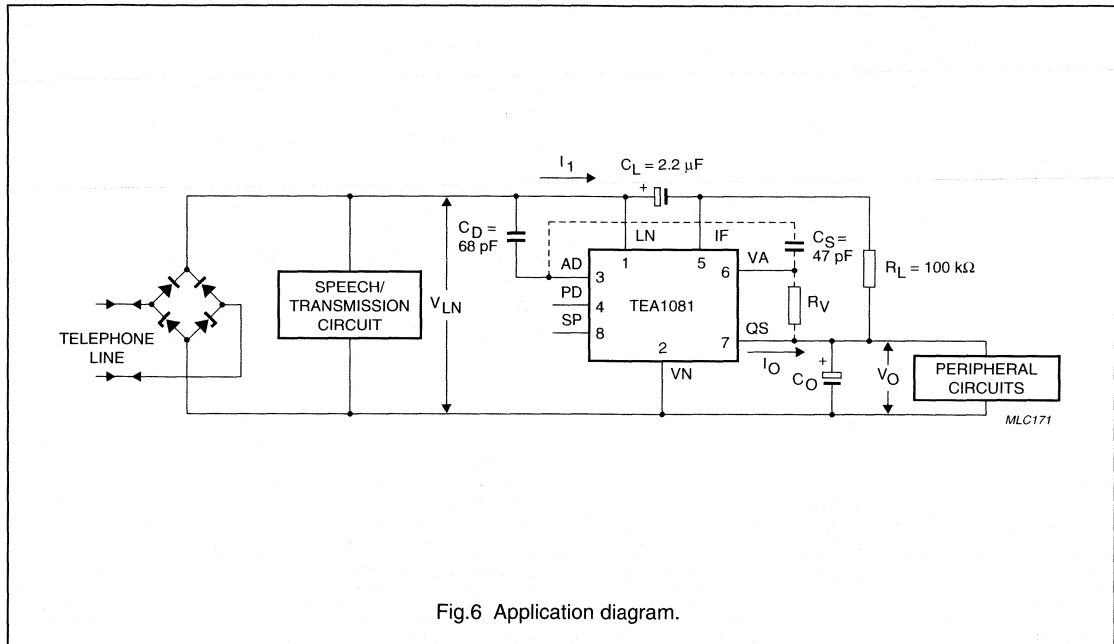 I1
CL = 2.2 μF
+
CD =
68 pF
LN
IF
CS =
47 pF
AD
1
5
VA
3
6
RL = 100 kΩ
SPEECH/
TRANSMISSION
CIRCUIT
VLN
PD
4
TEA1081
RV
SP
8
QS
TELEPHONE
LINE
2
7
VN
IO
+
CO
VO
PERIPHERAL
CIRCUITS
MLC171
Fig.6 Application diagram.